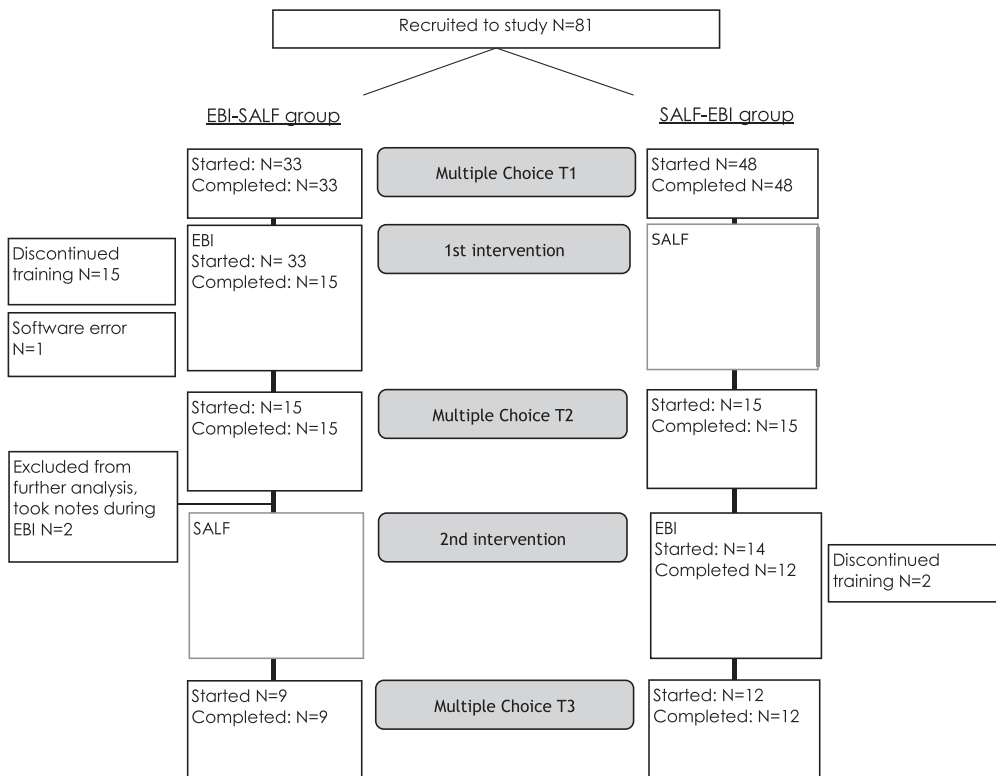 Recruited to study N=81
EBI-SALF group
SALF-EBI group
Started: N=33
Completed: N=33
Multiple Choice T1
Started N=48
Completed N=48
Discontinued
training N=15
Software error
N=1
EBI
Started: N= 33
Completed: N=15
1st intervention
SALF
Started: N=15
Completed: N=15
Multiple Choice T2
Started: N=15
Completed: N=15
Excluded from
further analysis,
took notes during
EBI N=2
SALF
2nd intervention
EBI
Started: N=14
Completed N=12
Discontinued
training N=2
Started N=9
Completed: N=9
Multiple Choice T3
Started: N=12
Completed: N=12